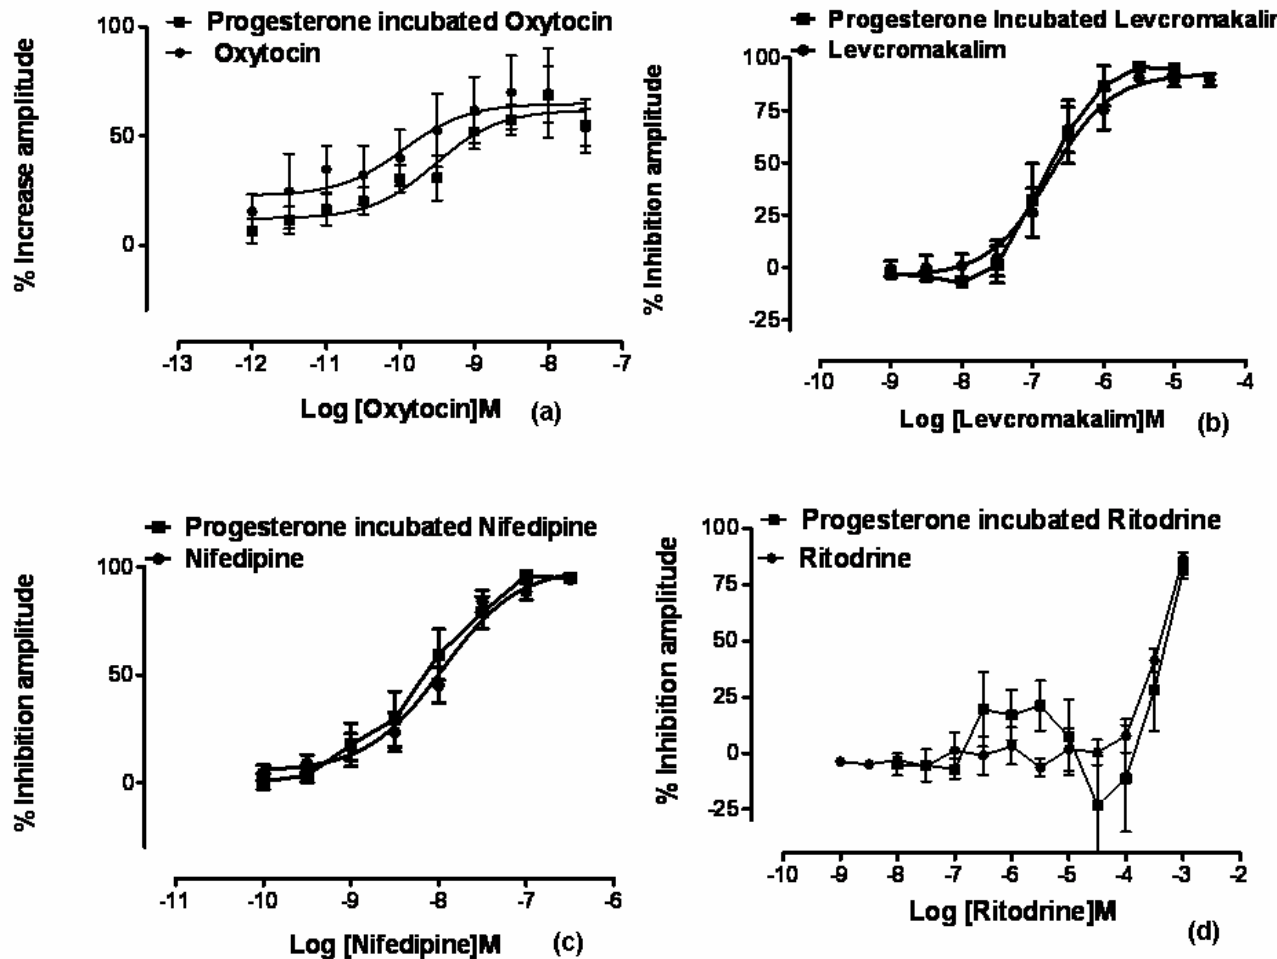 Progesterone incubated Oxytocin
Oxytocin
% Increase amplitude
100
50
0
-13 -12 -11 -10 -9 -8 -7
Log [Oxytocin]M (a)
Progesterone Incubated Levcromakalim
Levcromakalim
% Inhibition amplitude
100
75
50
25
0
-25
-10 -9 -8 -7 -6 -5 -4
Log [Levcromakalim]M (b)
Progesterone incubated Nifedipine
Nifedipine
% Inhibition amplitude
100
50
0
-11 -10 -9 -8 -7 -6
Log [Nifedipine]M (c)
Progesterone incubated Ritodrine
Ritodrine
% Inhibition amplitude
100
75
50
25
0
-25
-10 -9 -8 -7 -6 -5 -4 -3 -2
Log [Ritodrine]M (d)